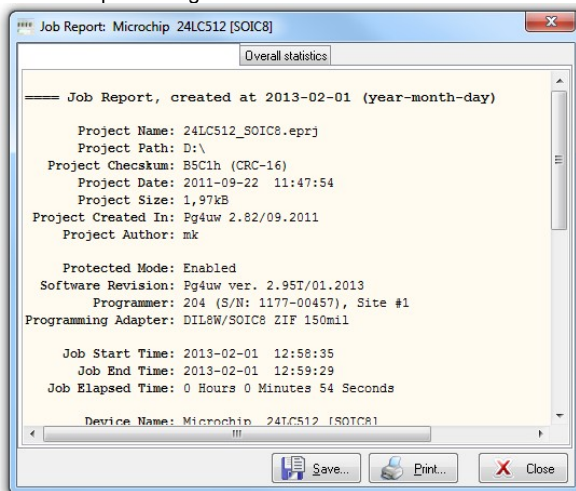 Job Report: Microchip 24LC512 [SOIC8]
Overall statistics
==== Job Report, created at 2013-02-01 (year-month-day)
Project Name: 24LC512_SOIC8.eprj
Project Path: D:\
Project Checskum: B5C1h (CRC-16)
Project Date: 2011-09-22 11:47:54
Project Size: 1,97kB
Project Created In: Pg4uw 2.82/09.2011
Project Author: mk
Protected Mode: Enabled
Software Revision: Pg4uw ver. 2.95T/01.2013
Programmer: 204 (S/N: 1177-00457), Site #1
Programming Adapter: DIL8W/SOIC8 ZIF 150mil
Job Start Time: 2013-02-01 12:58:35
Job End Time: 2013-02-01 12:59:29
Job Elapsed Time: 0 Hours 0 Minutes 54 Seconds
Device Name: Microchip 24LC512 [SOIC8]
Save... Print... Close